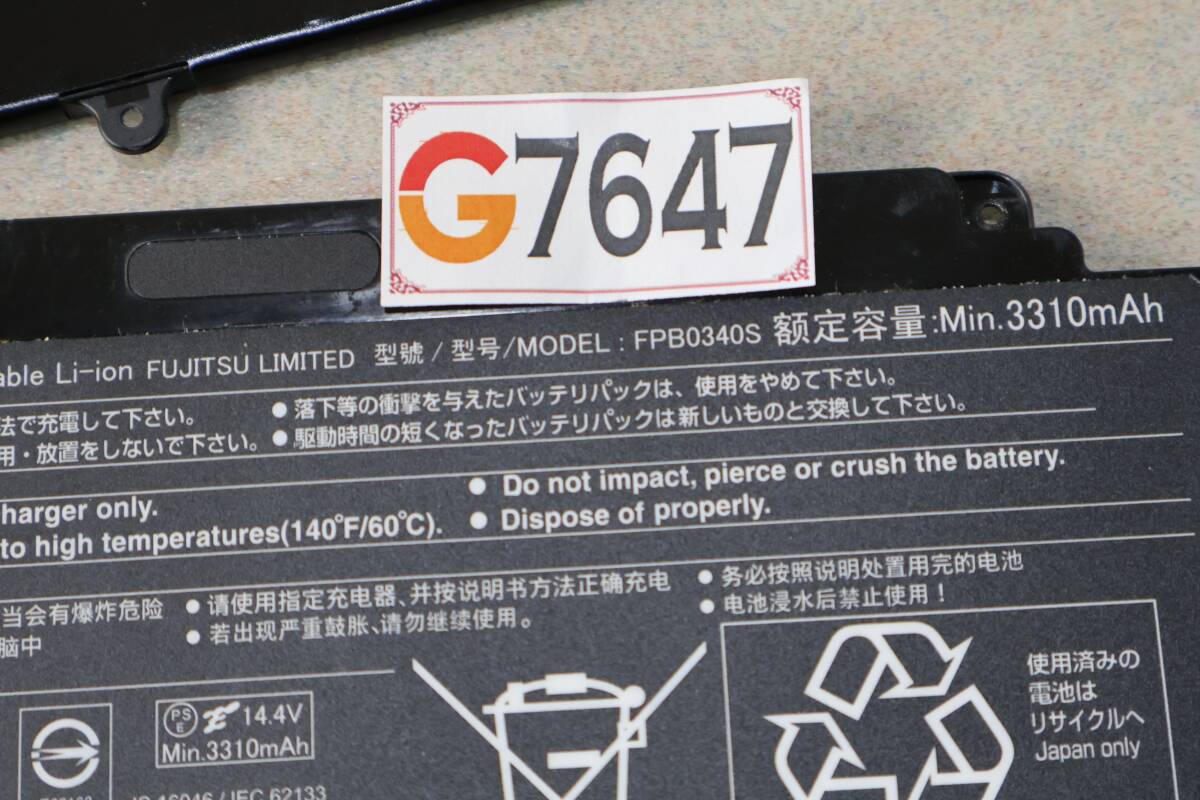 G7647
able Li-ion FUJITSU LIMITED 型號 / 型号/MODEL : FPB0340S 额定容量:Min.3310mAh
法で充電して下さい。
用・放置をしないで下さい。
● 落下等の衝撃を与えたバッテリパックは、使用をやめて下さい。
● 駆動時間の短くなったバッテリパックは新しいものと交換して下さい。
harger only.
to high temperatures(140°F/60℃).
● Do not impact, pierce or crush the battery.
● Dispose of properly.
当会有爆炸危险
脑中
● 请使用指定充电器、并按说明书方法正确充电
● 若出现严重鼓胀、请勿继续使用。
● 务必按照说明处置用完的电池
● 电池浸水后禁止使用！
PS
E
14.4V
Min.3310mAh
16046 / IEC 62133
使用済みの
電池は
リサイクルへ
Japan only